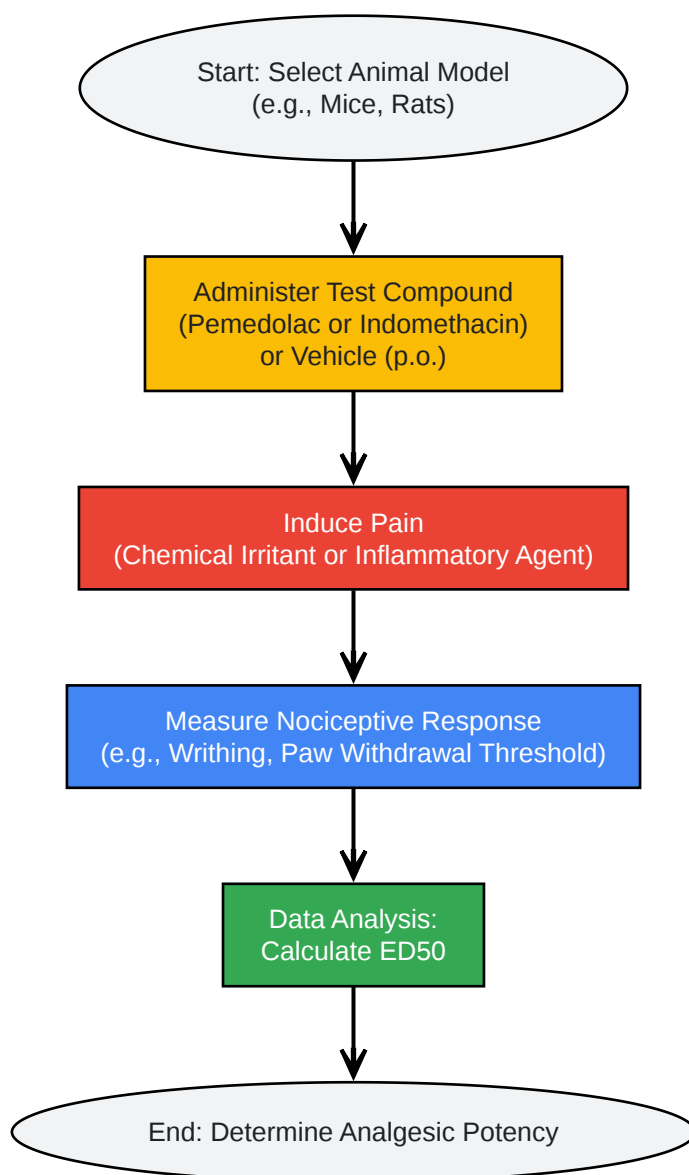 Start: Select Animal Model
(e.g., Mice, Rats)
Administer Test Compound
(Pemedolac or Indomethacin)
or Vehicle (p.o.)
Induce Pain
(Chemical Irritant or Inflammatory Agent)
Measure Nociceptive Response
(e.g., Writhing, Paw Withdrawal Threshold)
Data Analysis:
Calculate ED50
End: Determine Analgesic Potency